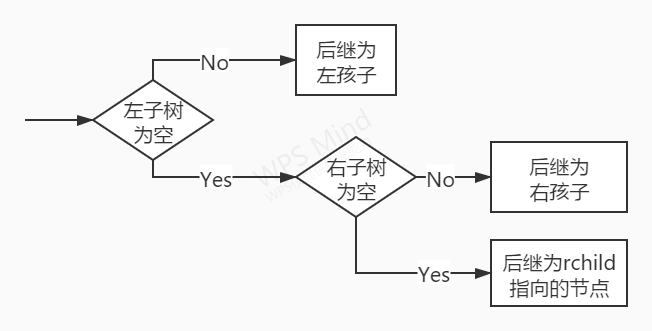 No
后继为
左孩子
左子树
为空
WPS Mind
Yes
右子树
为空
No
后继为
右孩子
Yes
后继为rchild
指向的节点